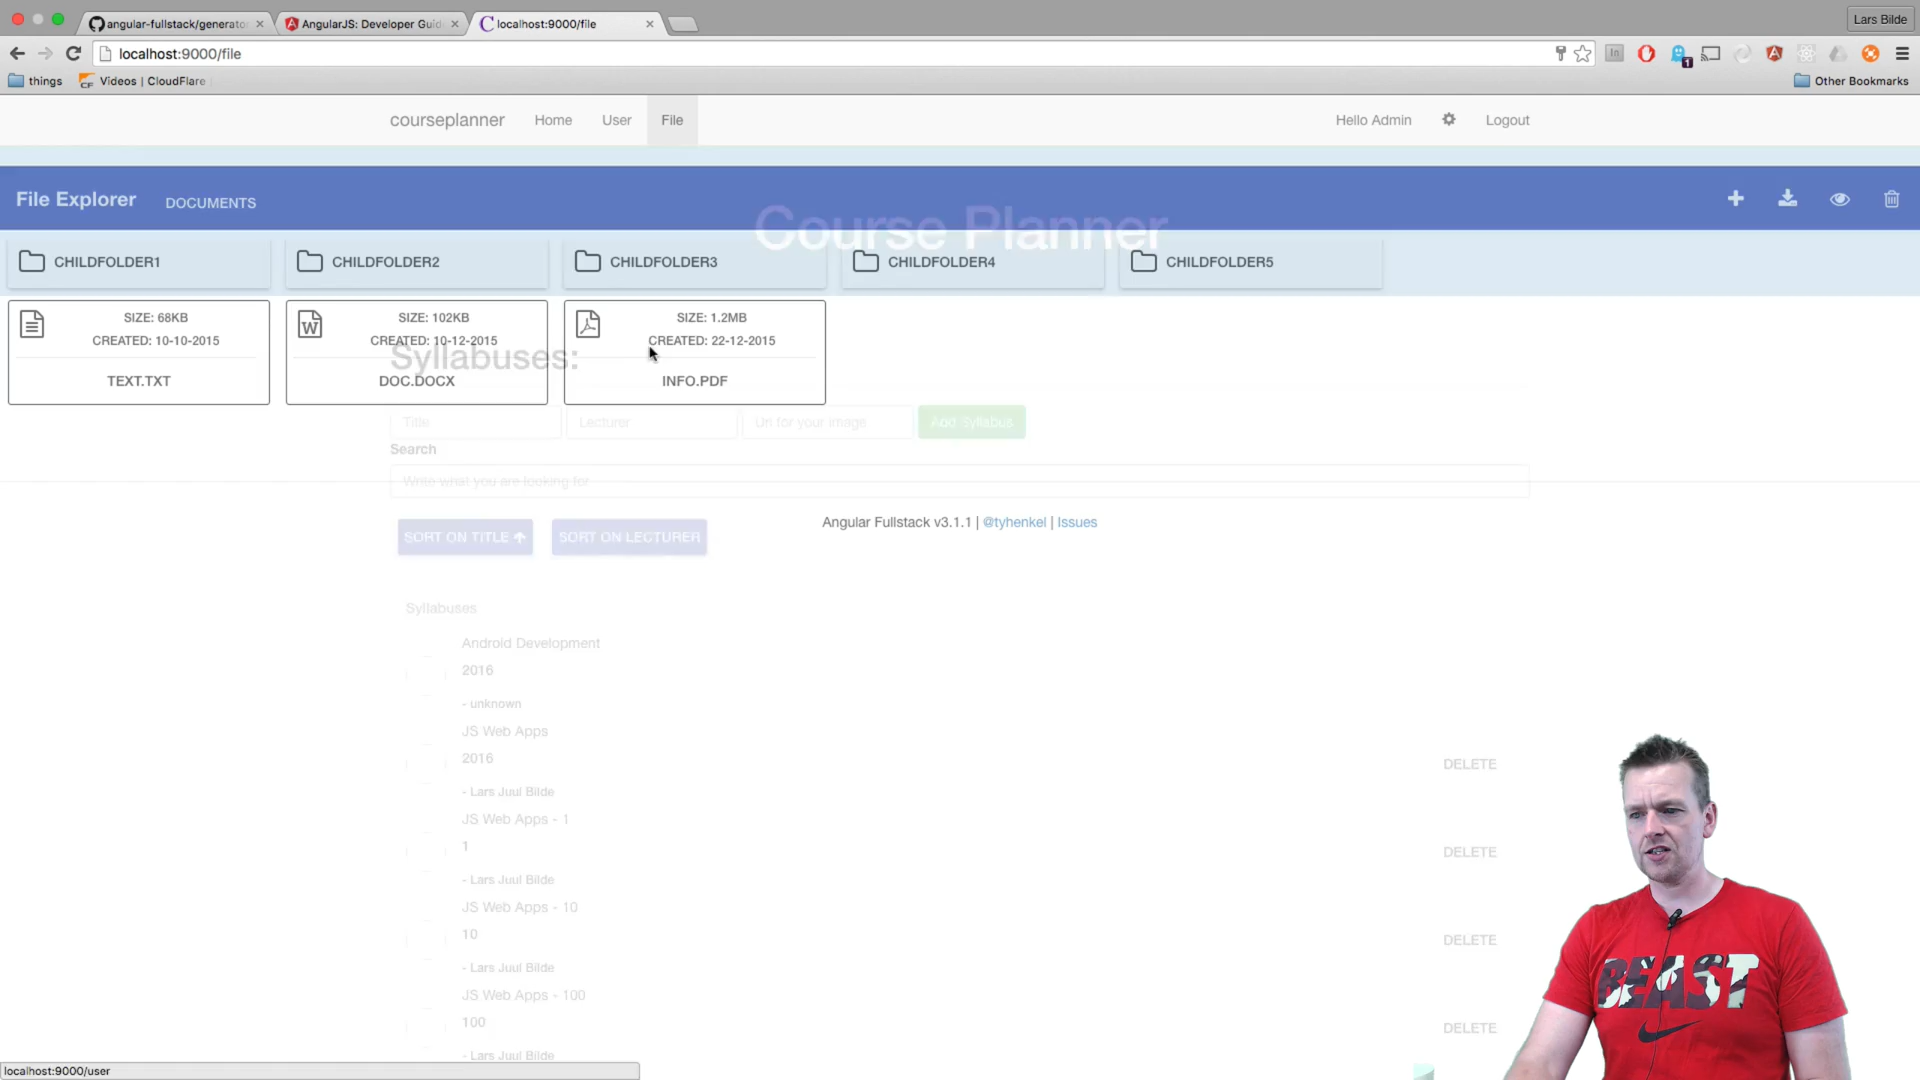 angular-fullstack/generator
AngularJS: Developer Guid
localhost:9000/file
Lars Bilde
localhost:9000/file
things
Videos | CloudFlare
Other Bookmarks
courseplanner
Home
User
File
Hello Admin
Logout
File Explorer
DOCUMENTS
Course Planner
CHILDFOLDER1
CHILDFOLDER2
CHILDFOLDER3
CHILDFOLDER4
CHILDFOLDER5
SIZE: 68KB
CREATED: 10-10-2015
TEXT.TXT
W
SIZE: 102KB
CREATED: 10-12-2015
DOC.DOCX
SIZE: 1.2MB
CREATED: 22-12-2015
INFO.PDF
Syllabuses:
Title
Lecturer
Url for your image
Add Syllabus
Search
Write what you are looking for
SORT ON TITLE
SORT ON LECTURER
Angular Fullstack v3.1.1 | @tyhenkel | Issues
Syllabuses
Android Development
2016
- unknown
JS Web Apps
2016
DELETE
- Lars Juul Bilde
JS Web Apps - 1
1
DELETE
- Lars Juul Bilde
JS Web Apps - 10
10
DELETE
- Lars Juul Bilde
JS Web Apps - 100
100
DELETE
- Lars Juul Bilde
BEAST
localhost:9000/user